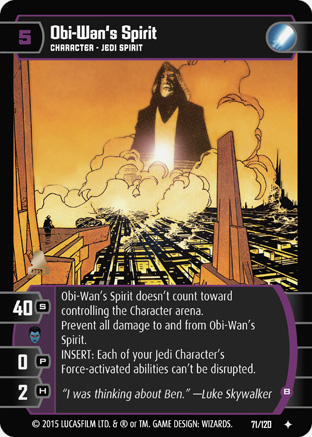 5
Obi-Wan's Spirit
CHARACTER - JEDI SPIRIT
40 S
Obi-Wan's Spirit doesn't count toward
controlling the Character arena.
Prevent all damage to and from Obi-Wan's
Spirit.
0 P
INSERT: Each of your Jedi Character's
Force-activated abilities can't be disrupted.
2 H
"I was thinking about Ben." —Luke Skywalker
B
© 2015 LUCASFILM LTD. & ® or TM. GAME DESIGN: WIZARDS.
71/120